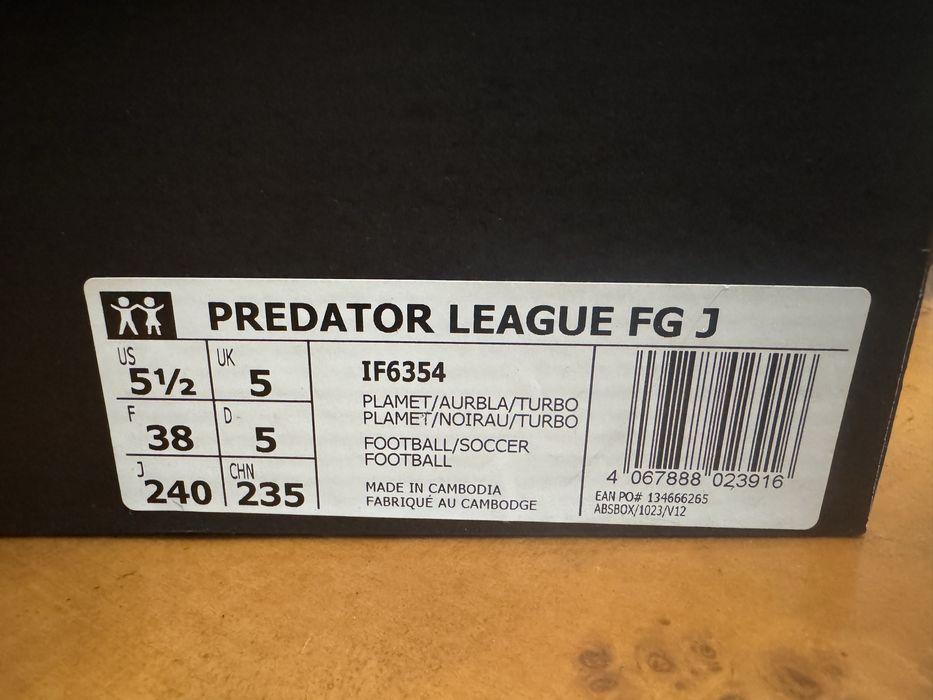 PREDATOR LEAGUE FG J
US 5½ UK 5
F 38 D 5
J 240 CHN 235
IF6354
PLAMET/AURBLA/TURBO
PLAMET/NOIRAU/TURBO
FOOTBALL/SOCCER
FOOTBALL
MADE IN CAMBODIA
FABRIQUÉ AU CAMBODGE
4 067888 023916
EAN PO# 134666265
ABSBOX/1023/V12